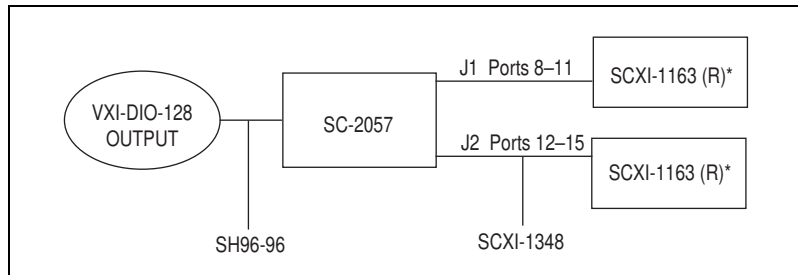 VXI-DIO-128
OUTPUT
SC-2057
J1 Ports 8–11
SCXI-1163 (R)*
J2 Ports 12–15
SCXI-1163 (R)*
SH96-96
SCXI-1348